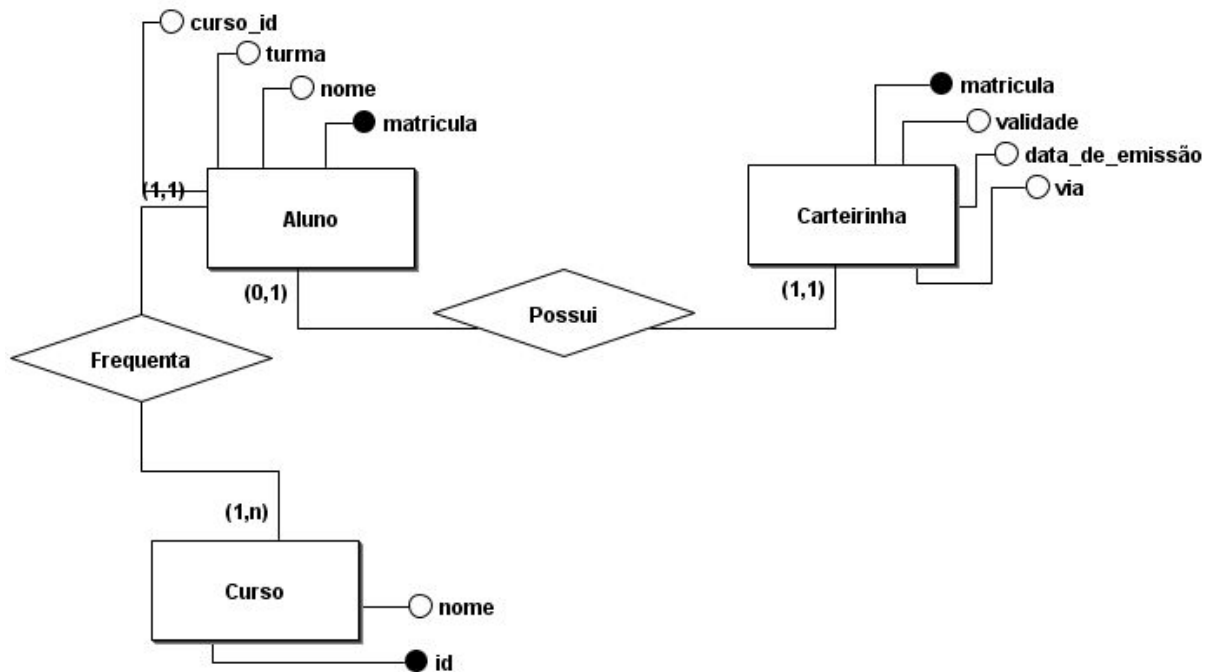 curso_id
turma
nome
matricula
matricula
validade
data_de_emissão
via
(1,1)
Aluno
Carteirinha
(0,1)
(1,1)
Possui
Frequenta
(1,n)
Curso
nome
id